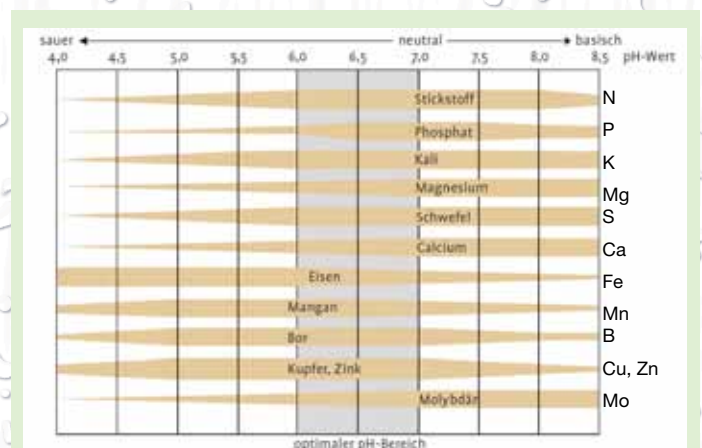 sauer neutral basisch
4,0 4,5 5,0 5,5 6,0 6,5 7,0 7,5 8,0 8,5 pH-Wert
Stickstoff N
Phosphat P
Kali K
Magnesium Mg
Schwefel S
Calcium Ca
Eisen Fe
Mangan Mn
Bor B
Kupfer, Zink Cu, Zn
Molybdän Mo
optimaler pH-Bereich